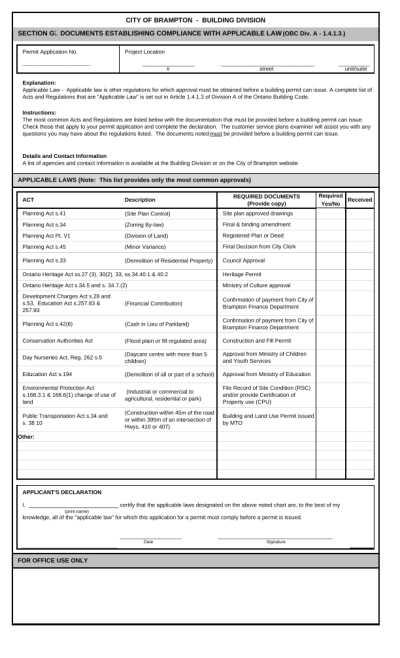 CITY OF BRAMPTON - BUILDING DIVISION
SECTION G: DOCUMENTS ESTABLISHING COMPLIANCE WITH APPLICABLE LAW (OBC Div. A - 1.4.1.3.)
Permit Application No. Project Location
# street unit/suite
Explanation:
Applicable Law - Applicable law is other regulations for which approval must be obtained before a building permit can issue. A complete list of
Acts and Regulations that are "Applicable Law" is set out in Article 1.4.1.3 of Division A of the Ontario Building Code.
Instructions:
The most common Acts and Regulations are listed below with the documentation that must be provided before a building permit can issue.
Check those that apply to your permit application and complete the declaration. The customer service plans examiner will assist you with any
questions you may have about the regulations listed. The documents noted must be provided before a building permit can issue.
Details and Contact Information
A list of agencies and contact information is available at the Building Division or on the City of Brampton website
APPLICABLE LAWS (Note: This list provides only the most common approvals)
ACT Description REQUIRED DOCUMENTS (Provide copy) Required Yes/No Received
Planning Act s.41 (Site Plan Control) Site plan approved drawings
Planning Act s.34 (Zoning By-law) Final & binding amendment
Planning Act Pt. V1 (Division of Land) Registered Plan or Deed
Planning Act s.45 (Minor Variance) Final Decision from City Clerk
Planning Act s.33 (Demolition of Residential Property) Council Approval
Ontario Heritage Act ss.27 (3), 30(2), 33, ss.34.40.1 & 40.2 Heritage Permit
Ontario Heritage Act s.34.5 and s. 34.7.(2) Ministry of Culture approval
Development Charges Act s.28 and
s.53, Education Act s.257.83 &
257.93
(Financial Contribution)
Confirmation of payment from City of
Brampton Finance Department
Planning Act s.42(6) (Cash in Lieu of Parkland)
Confirmation of payment from City of
Brampton Finance Department
Conservation Authorities Act (Flood plain or fill regulated area) Construction and Fill Permit
Day Nurseries Act, Reg. 262 s.5
(Daycare centre with more than 5
children)
Approval from Ministry of Children
and Youth Services
Education Act s.194 (Demolition of all or part of a school) Approval from Ministry of Education
Environmental Protection Act
s.168.3.1 & 168.6(1) change of use of
land
(Industrial or commercial to
agricultural, residential or park)
File Record of Site Condition (RSC)
and/or provide Certification of
Property use (CPU)
Public Transportation Act s.34 and
s. 38 10
(Construction within 45m of the road
or within 395m of an intersection of
Hwys, 410 or 407)
Building and Land Use Permit issued
by MTO
Other:
APPLICANT'S DECLARATION
I, certify that the applicable laws designated on the above noted chart are, to the best of my
(print name)
knowledge, all of the "applicable law" for which this application for a permit must comply before a permit is issued.
Date Signature
FOR OFFICE USE ONLY